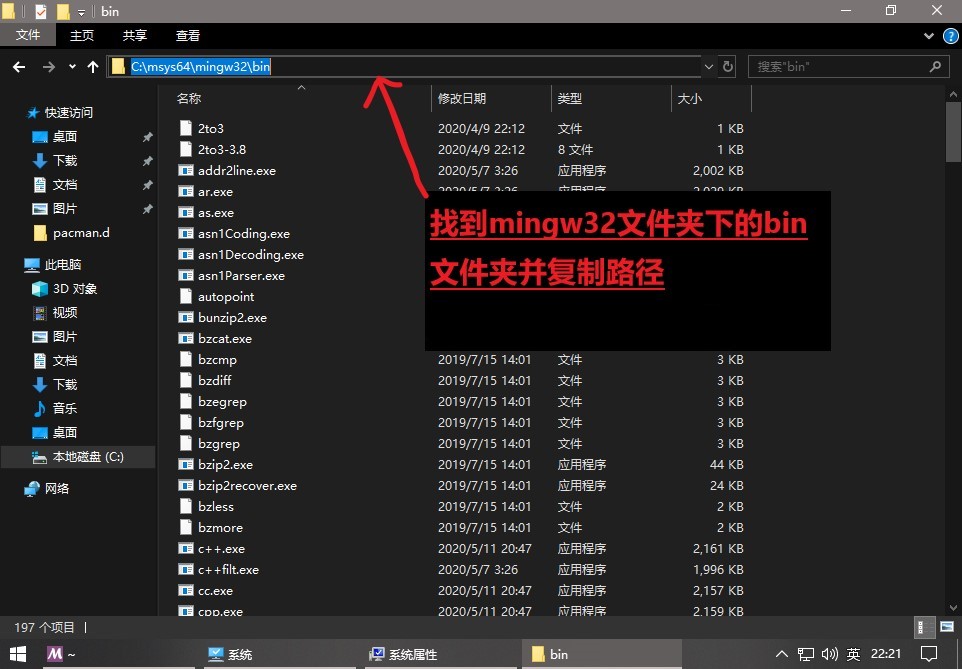 bin
文件 主页 共享 查看
C:\msys64\mingw32\bin 搜索"bin"
名称 修改日期 类型 大小
快速访问
桌面
下载
文档
图片
pacman.d
此电脑
3D 对象
视频
图片
文档
下载
音乐
桌面
本地磁盘 (C:)
网络
2to3 2020/4/9 22:12 文件 1 KB
2to3-3.8 2020/4/9 22:12 8 文件 1 KB
addr2line.exe 2020/5/7 3:26 应用程序 2,002 KB
ar.exe 2020/5/7 3:26 应用程序
as.exe
asn1Coding.exe
asn1Decoding.exe
asn1Parser.exe
autopoint
bunzip2.exe
bzcat.exe
找到mingw32文件夹下的bin
文件夹并复制路径
bzcmp 2019/7/15 14:01 文件 3 KB
bzdiff 2019/7/15 14:01 文件 3 KB
bzegrep 2019/7/15 14:01 文件 3 KB
bzfgrep 2019/7/15 14:01 文件 3 KB
bzgrep 2019/7/15 14:01 文件 3 KB
bzip2.exe 2019/7/15 14:01 应用程序 44 KB
bzip2recover.exe 2019/7/15 14:01 应用程序 24 KB
bzless 2019/7/15 14:01 文件 2 KB
bzmore 2019/7/15 14:01 文件 2 KB
c++.exe 2020/5/11 20:47 应用程序 2,161 KB
c++filt.exe 2020/5/7 3:26 应用程序 1,996 KB
cc.exe 2020/5/11 20:47 应用程序 2,157 KB
cpp.exe 2020/5/11 20:47 应用程序 2,159 KB
197 个项目
M ~ 系统 系统属性 bin 英 22:21